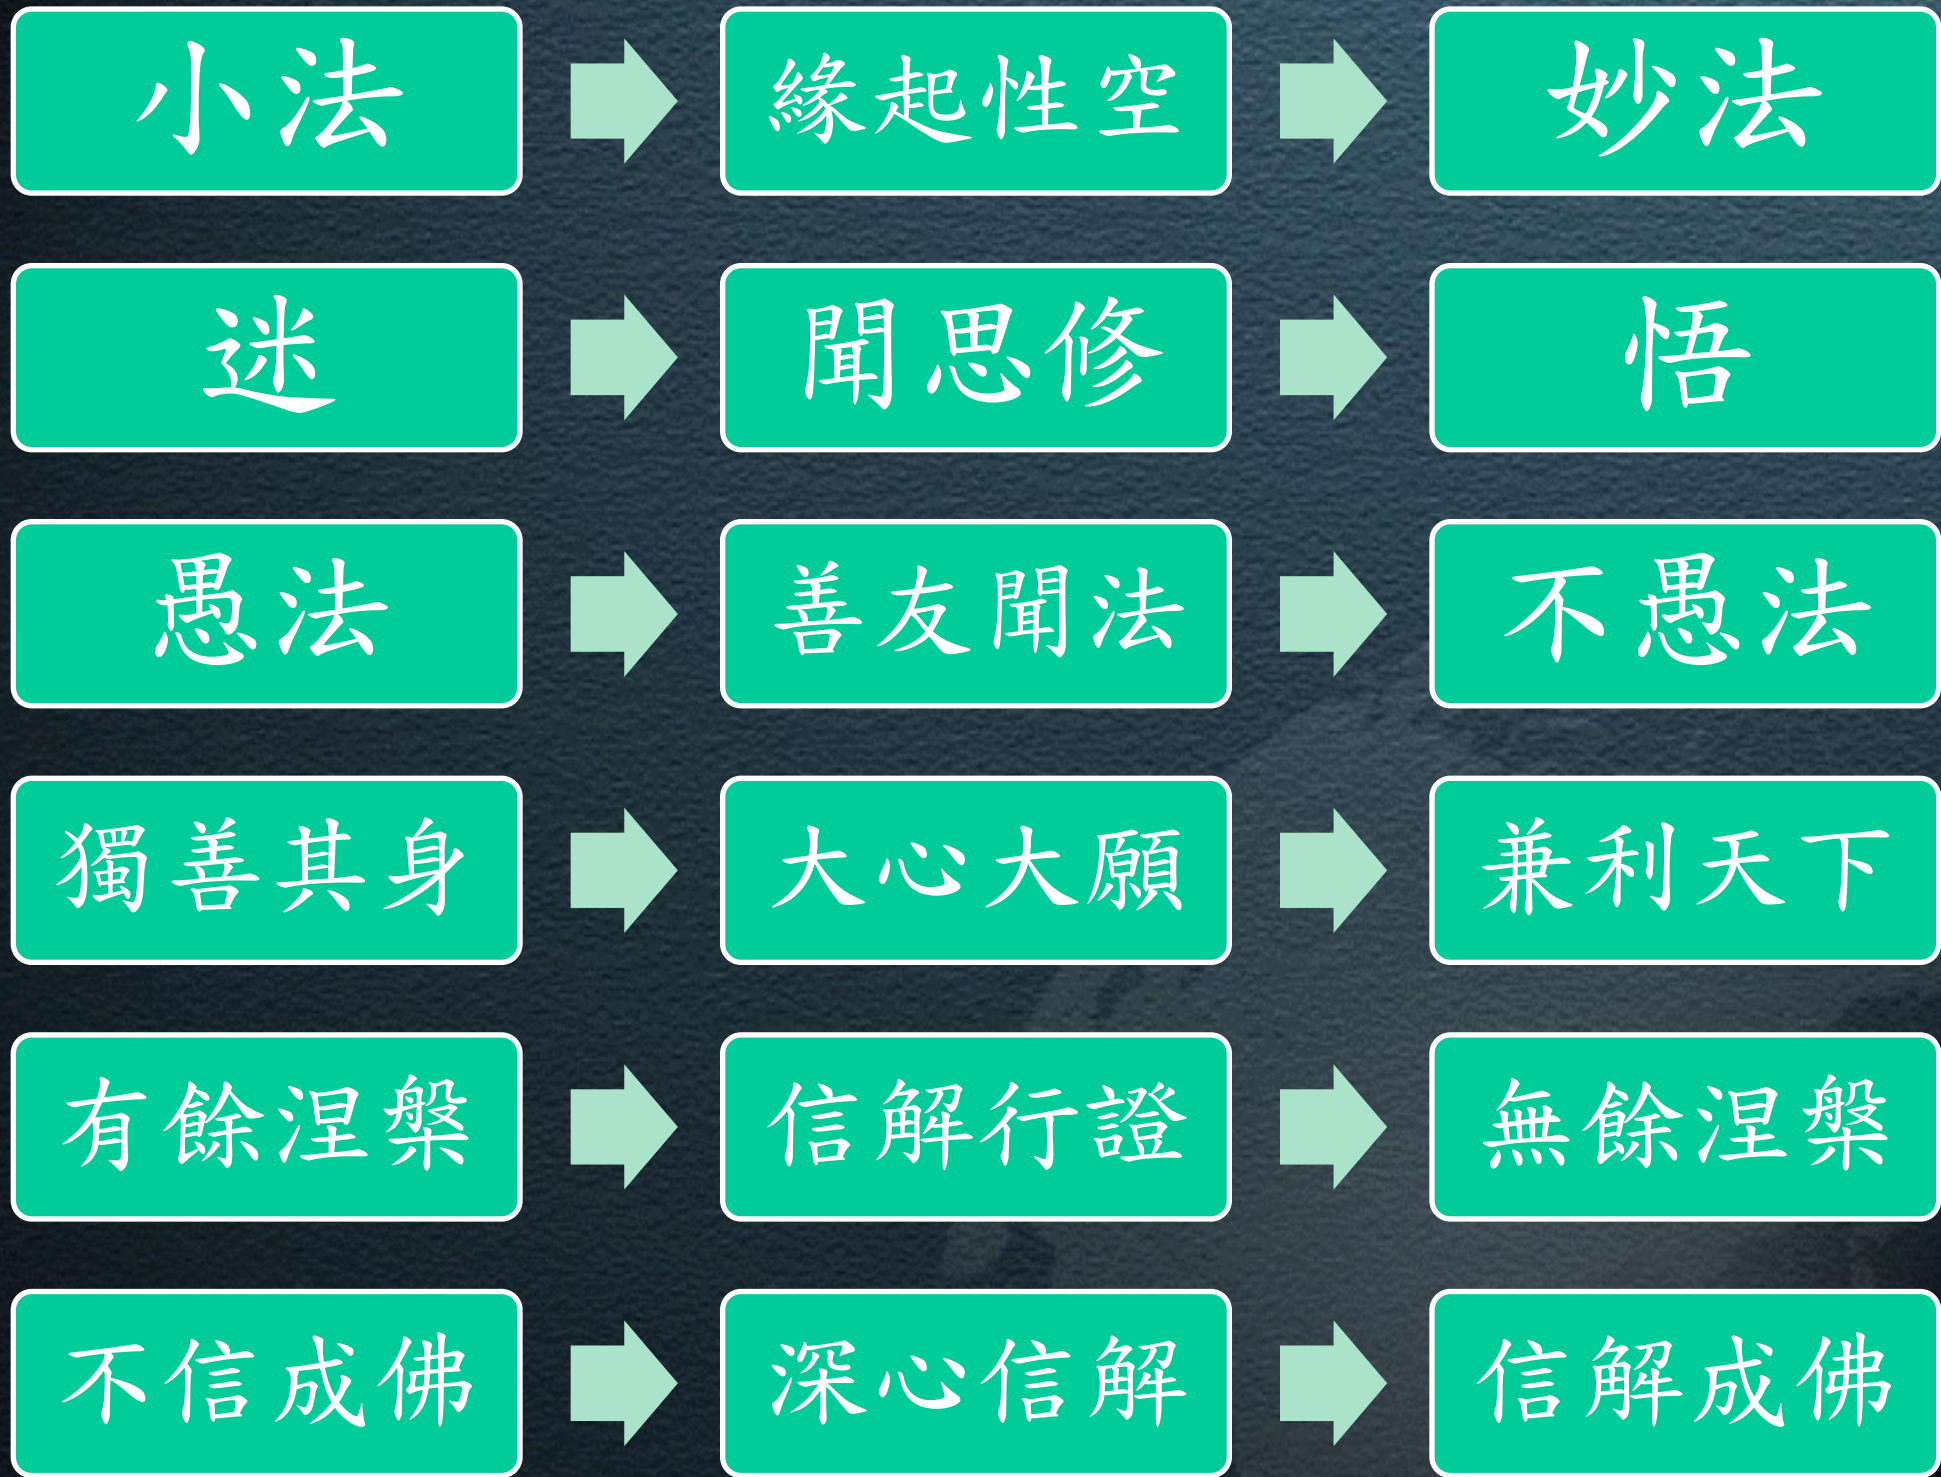 小法 緣起性空 妙法
迷 聞思修 悟
愚法 善友聞法 不愚法
獨善其身 大心大願 兼利天下
有餘涅槃 信解行證 無餘涅槃
不信成佛 深心信解 信解成佛